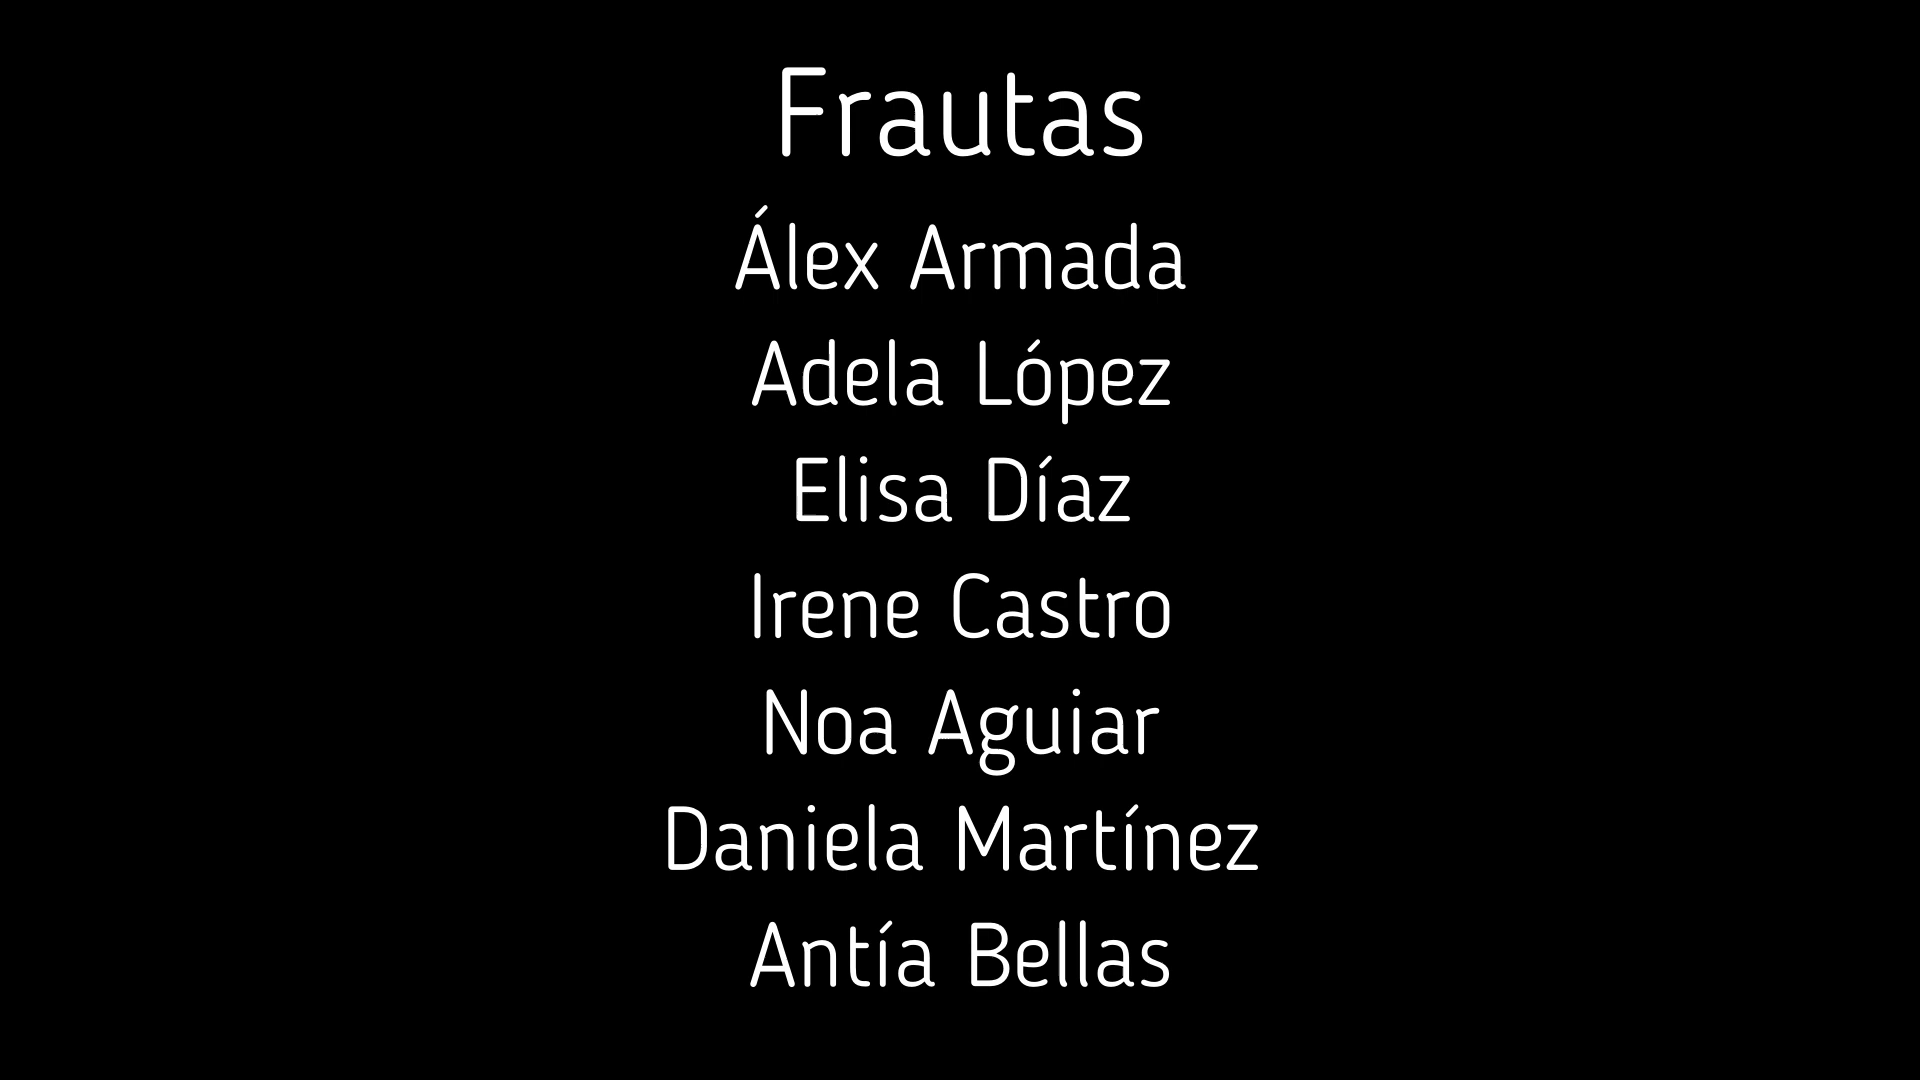 Frautas
Álex Armada
Adela López
Elisa Díaz
Irene Castro
Noa Aguiar
Daniela Martínez
Antía Bellas